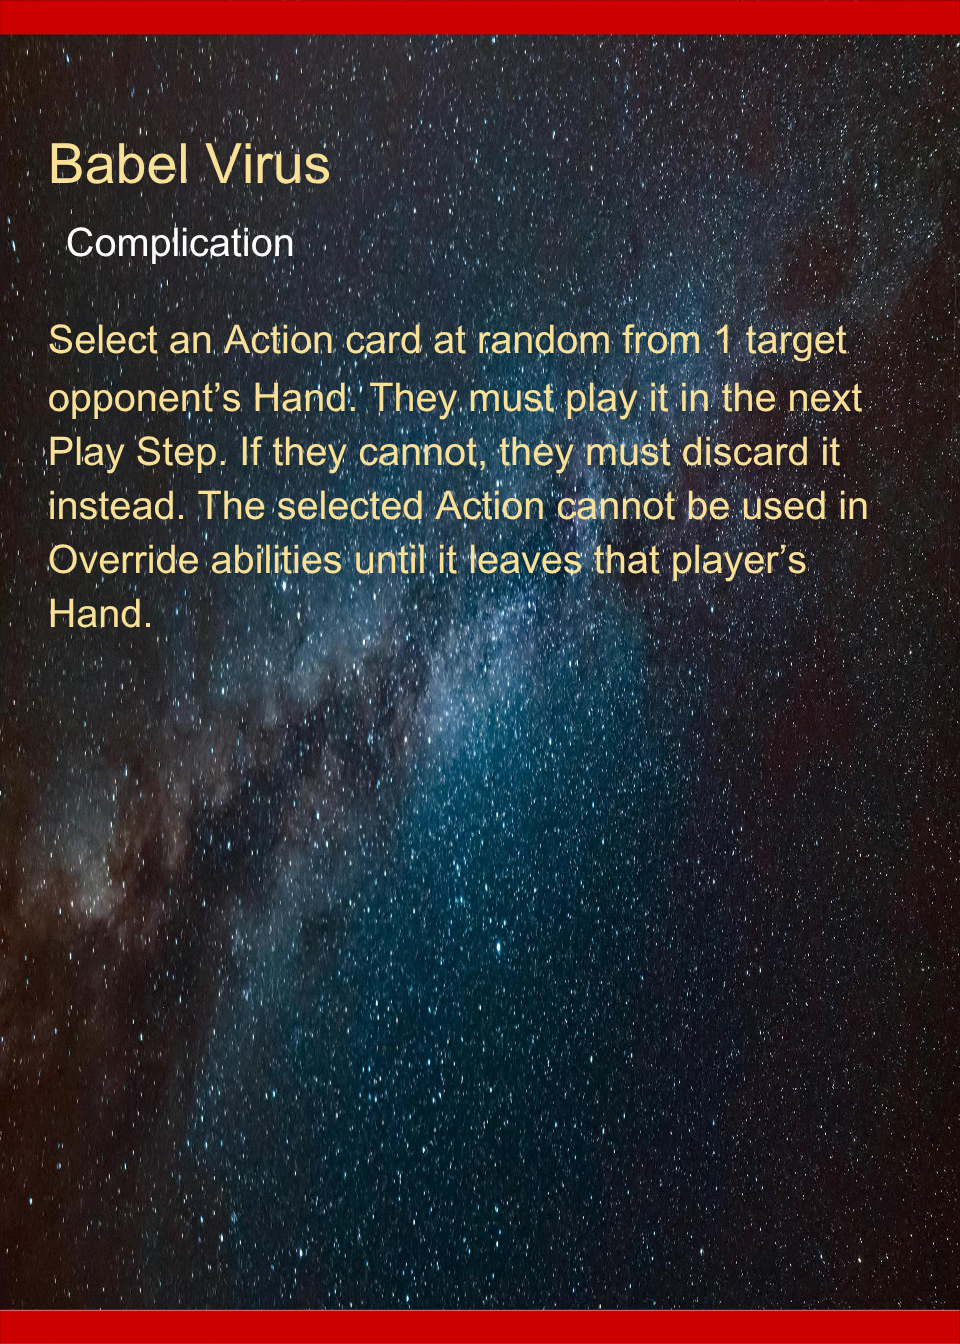 Babel Virus
Complication
Select an Action card at random from 1 target
opponent’s Hand. They must play it in the next
Play Step. If they cannot, they must discard it
instead. The selected Action cannot be used in
Override abilities until it leaves that player’s
Hand.